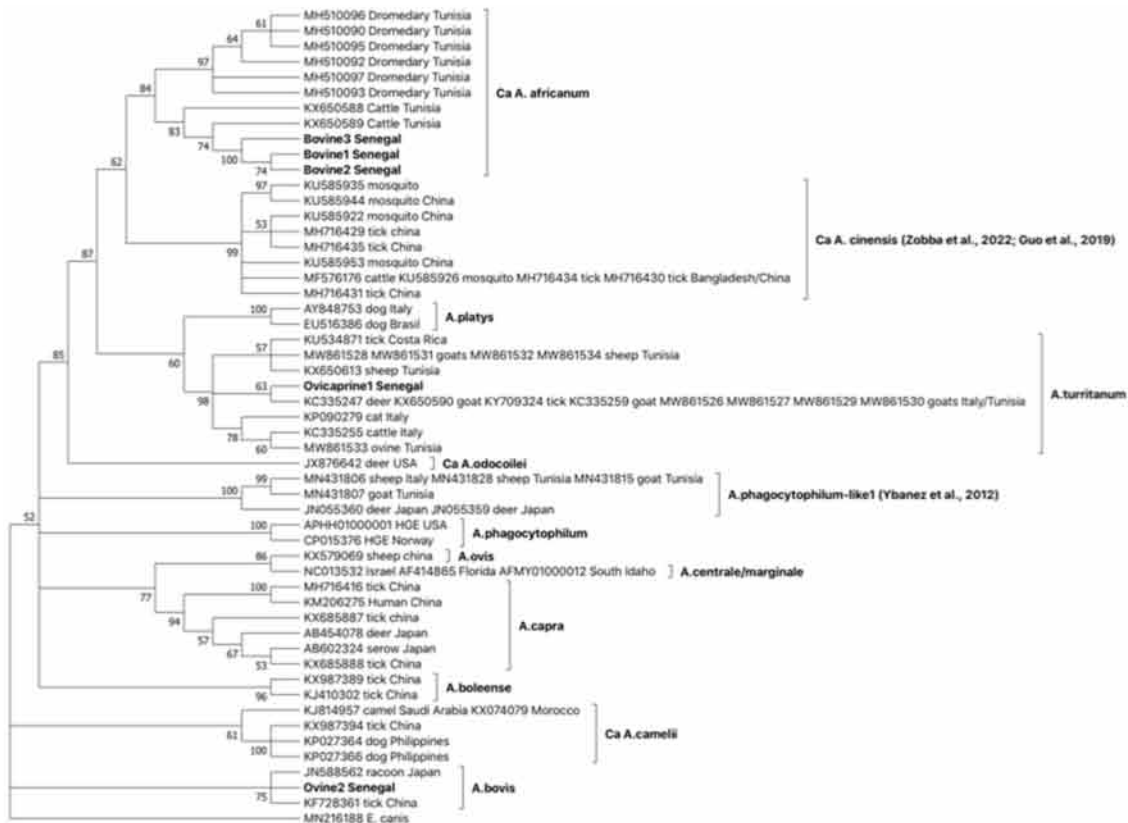 MH510096 Dromedary Tunisia
61
MH510090 Dromedary Tunisia
64
MH510095 Dromedary Tunisia
97
MH510092 Dromedary Tunisia
MH510097 Dromedary Tunisia
84
MH510093 Dromedary Tunisia
Ca A. africanum
KX650588 Cattle Tunisia
83
KX650589 Cattle Tunisia
74
Bovine3 Senegal
100
Bovine1 Senegal
62
74
Bovine2 Senegal
97
KU585935 mosquito
KU585944 mosquito China
KU585922 mosquito China
53
MH716429 tick china
MH716435 tick China
Ca A. cinensis (Zobba et al., 2022; Guo et al., 2019)
99
87
KU585953 mosquito China
MF576176 cattle KU585926 mosquito MH716434 tick MH716430 tick Bangladesh/China
MH716431 tick China
100
AY848753 dog Italy
EU516386 dog Brasil
A.platys
KU534871 tick Costa Rica
57
MW861528 MW861531 goats MW861532 MW861534 sheep Tunisia
85
60
KX650613 sheep Tunisia
Ovicaprine1 Senegal
63
KC335247 deer KX650590 goat KY709324 tick KC335259 goat MW861526 MW861527 MW861529 MW861530 goats Italy/Tunisia
A.turritanum
98
KP090279 cat Italy
78
KC335255 cattle Italy
60
MW861533 ovine Tunisia
JX876642 deer USA
Ca A.odocoilei
99
MN431806 sheep Italy MN431828 sheep Tunisia MN431815 goat Tunisia
100
MN431807 goat Tunisia
A.phagocytophilum-like1 (Ybanez et al., 2012)
JN055360 deer Japan JN055359 deer Japan
52
100
APHH01000001 HGE USA
CP015376 HGE Norway
A.phagocytophilum
86
KX579069 sheep china
A.ovis
NC013532 Israel AF414865 Florida AFMY01000012 South Idaho
A.centrale/marginale
77
100
MH716416 tick China
KM206275 Human China
94
KX685887 tick china
A.capra
57
AB454078 deer Japan
67
AB602324 serow Japan
53
KX685888 tick China
KX987389 tick China
96
KJ410302 tick China
A.boleense
KJ814957 camel Saudi Arabia KX074079 Morocco
61
KX987394 tick China
Ca A.camelii
KP027364 dog Philippines
100
KP027366 dog Philippines
JN588562 racoon Japan
Ovine2 Senegal
A.bovis
75
KF728361 tick China
MN216188 E. canis